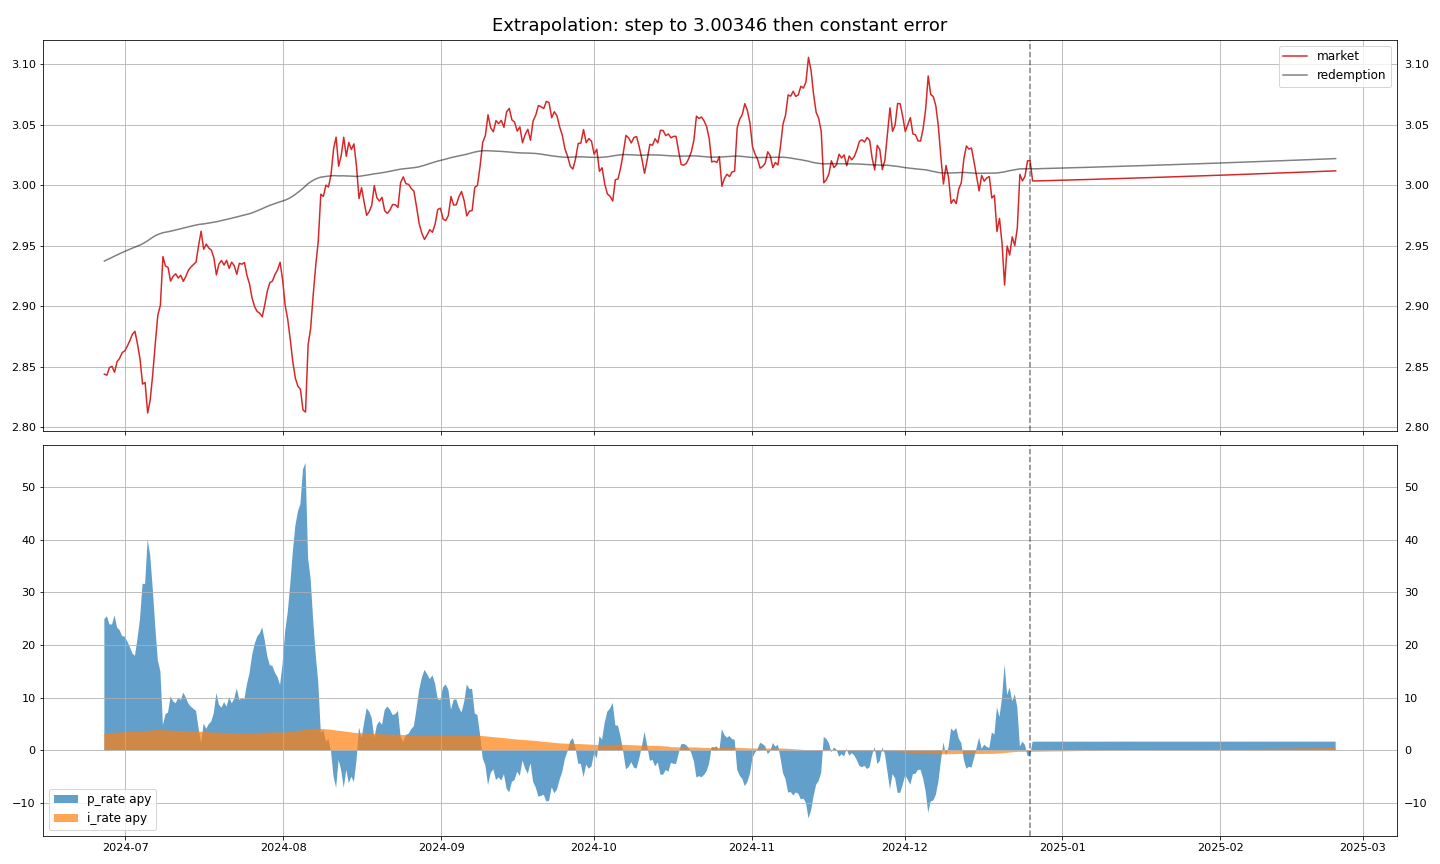 Extrapolation: step to 3.00346 then constant error
market
redemption
3.10 3.10
3.05 3.05
3.00 3.00
2.95 2.95
2.90 2.90
2.85 2.85
2.80 2.80
50 50
40 40
30 30
20 20
10 10
0 0
−10 −10
p_rate apy
i_rate apy
2024-07 2024-08 2024-09 2024-10 2024-11 2024-12 2025-01 2025-02 2025-03